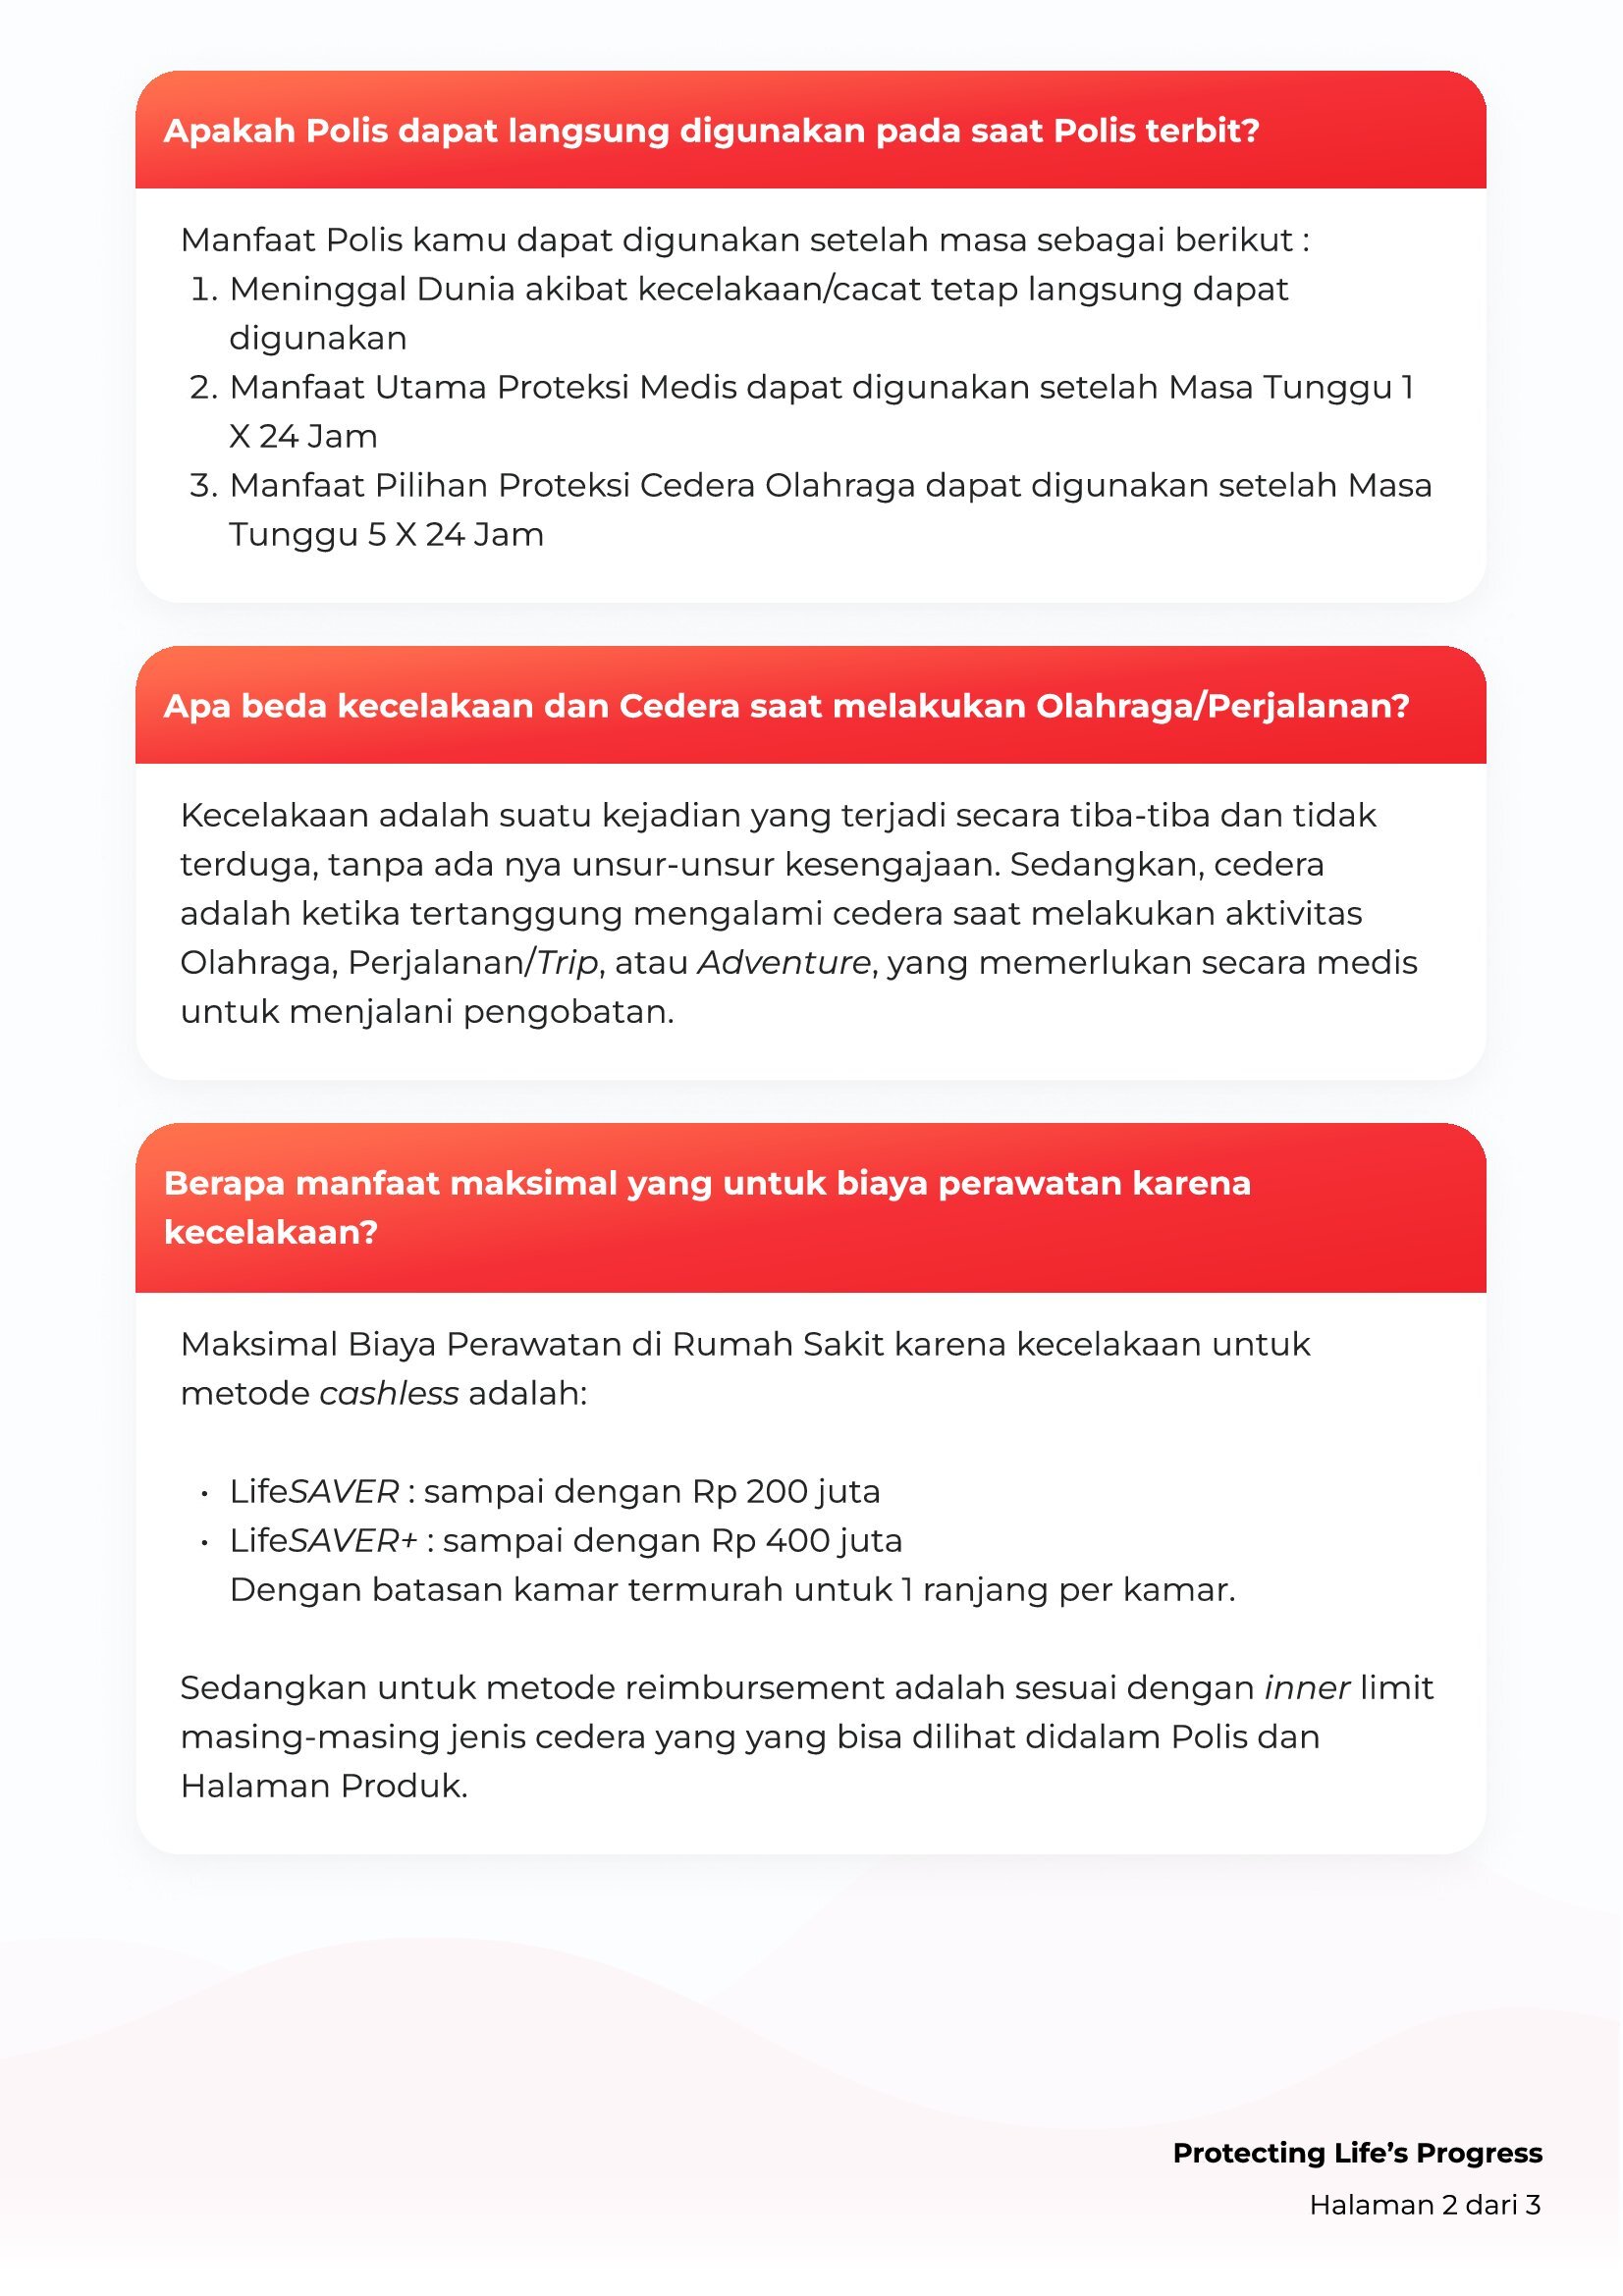 Apakah Polis dapat langsung digunakan pada saat Polis terbit?
Manfaat Polis kamu dapat digunakan setelah masa sebagai berikut :
1. Meninggal Dunia akibat kecelakaan/cacat tetap langsung dapat
digunakan
2. Manfaat Utama Proteksi Medis dapat digunakan setelah Masa Tunggu 1
X 24 Jam
3. Manfaat Pilihan Proteksi Cedera Olahraga dapat digunakan setelah Masa
Tunggu 5 X 24 Jam
Apa beda kecelakaan dan Cedera saat melakukan Olahraga/Perjalanan?
Kecelakaan adalah suatu kejadian yang terjadi secara tiba-tiba dan tidak
terduga, tanpa ada nya unsur-unsur kesengajaan. Sedangkan, cedera
adalah ketika tertanggung mengalami cedera saat melakukan aktivitas
Olahraga, Perjalanan/Trip, atau Adventure, yang memerlukan secara medis
untuk menjalani pengobatan.
Berapa manfaat maksimal yang untuk biaya perawatan karena
kecelakaan?
Maksimal Biaya Perawatan di Rumah Sakit karena kecelakaan untuk
metode cashless adalah:
• LifeSAVER : sampai dengan Rp 200 juta
• LifeSAVER+ : sampai dengan Rp 400 juta
Dengan batasan kamar termurah untuk 1 ranjang per kamar.
Sedangkan untuk metode reimbursement adalah sesuai dengan inner limit
masing-masing jenis cedera yang yang bisa dilihat didalam Polis dan
Halaman Produk.
Protecting Life’s Progress
Halaman 2 dari 3